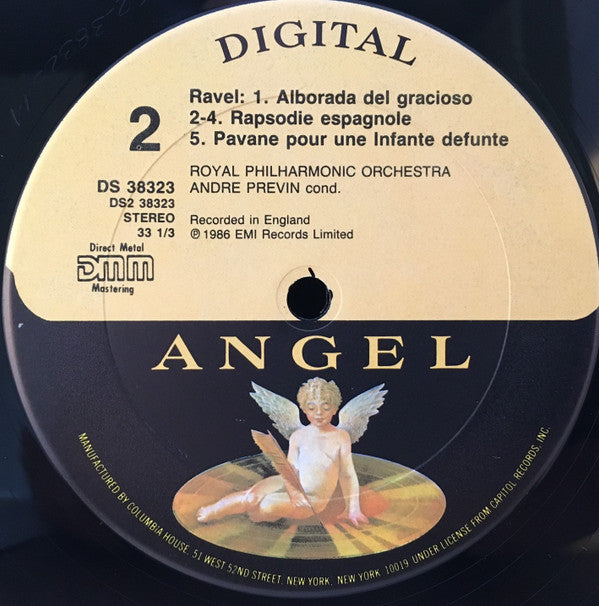 DIGITAL
2
Ravel: 1. Alborada del gracioso
2-4. Rapsodie espagnole
5. Pavane pour une Infante defunte
ROYAL PHILHARMONIC ORCHESTRA
ANDRE PREVIN cond.
DS 38323
DS2 38323
STEREO
33 1/3
Recorded in England
℗ 1986 EMI Records Limited
Direct Metal
DMM
Mastering
ANGEL
MANUFACTURED BY COLUMBIA HOUSE, 51 WEST 52ND STREET, NEW YORK, NEW YORK, 10019 UNDER LICENSE FROM CAPITOL RECORDS, INC.